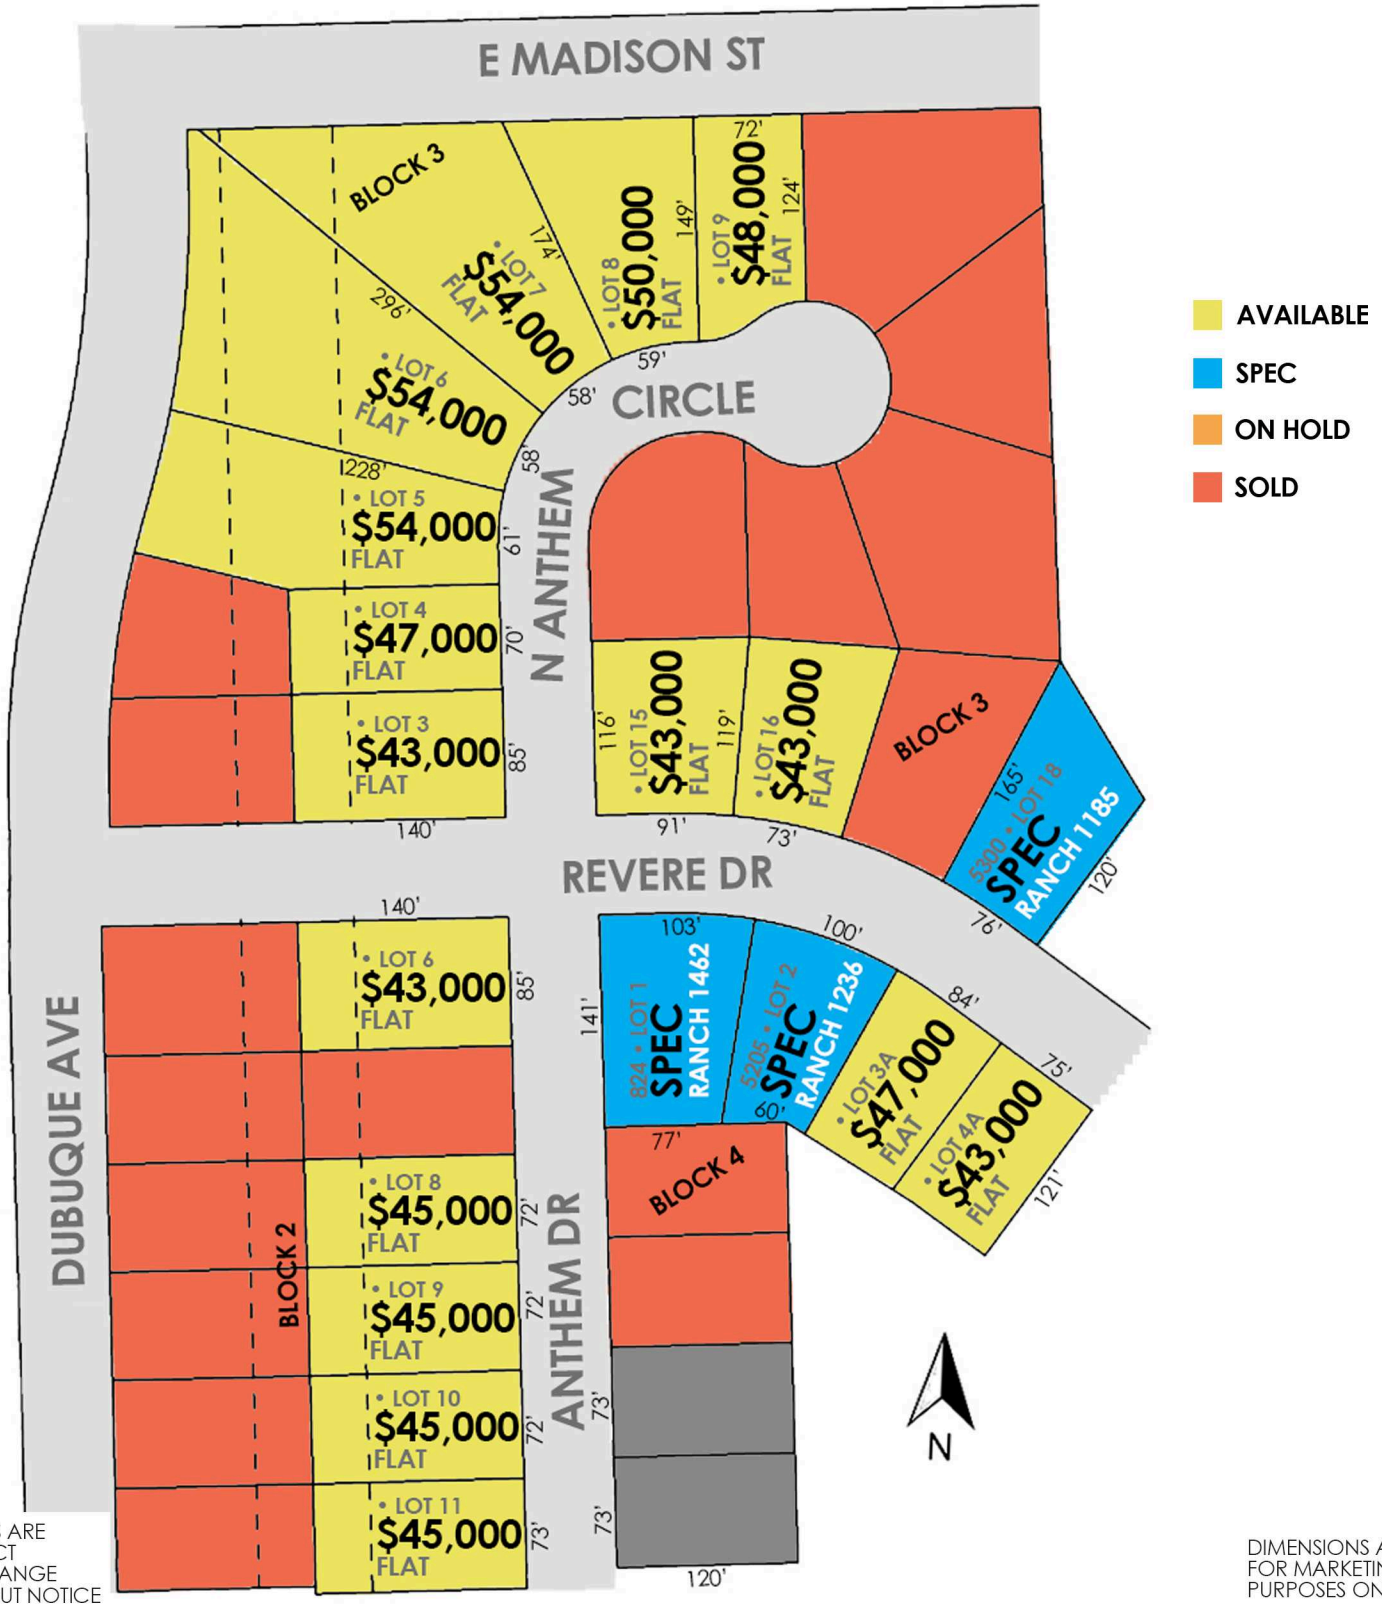 E MADISON ST
BLOCK 3
• LOT 7
$54,000
FLAT
174'
• LOT 8
$50,000
FLAT
149'
72'
• LOT 9
$48,000
FLAT
124'
AVAILABLE
SPEC
ON HOLD
SOLD
296'
• LOT 6
$54,000
FLAT
58'
59'
58'
CIRCLE
228'
• LOT 5
$54,000
FLAT
61'
N ANTHEM
• LOT 4
$47,000
FLAT
70'
• LOT 3
$43,000
FLAT
85'
140'
116'
• LOT 15
$43,000
FLAT
119'
• LOT 16
$43,000
FLAT
91'
73'
BLOCK 3
165'
5300 • LOT 18
SPEC
RANCH 1185
120'
76'
REVERE DR
140'
• LOT 6
$43,000
FLAT
85'
103'
141'
824 • LOT 1
SPEC
RANCH 1462
77'
100'
5205 • LOT 2
SPEC
RANCH 1236
60'
84'
• LOT 3A
$47,000
FLAT
75'
• LOT 4A
$43,000
FLAT
121'
DUBUQUE AVE
BLOCK 2
BLOCK 4
• LOT 8
$45,000
FLAT
72'
• LOT 9
$45,000
FLAT
72'
• LOT 10
$45,000
FLAT
72'
• LOT 11
$45,000
FLAT
73'
ANTHEM DR
73'
73'
120'
N
ARE
CT
ANGE
UT NOTICE
DIMENSIONS A
FOR MARKETIN
PURPOSES ON